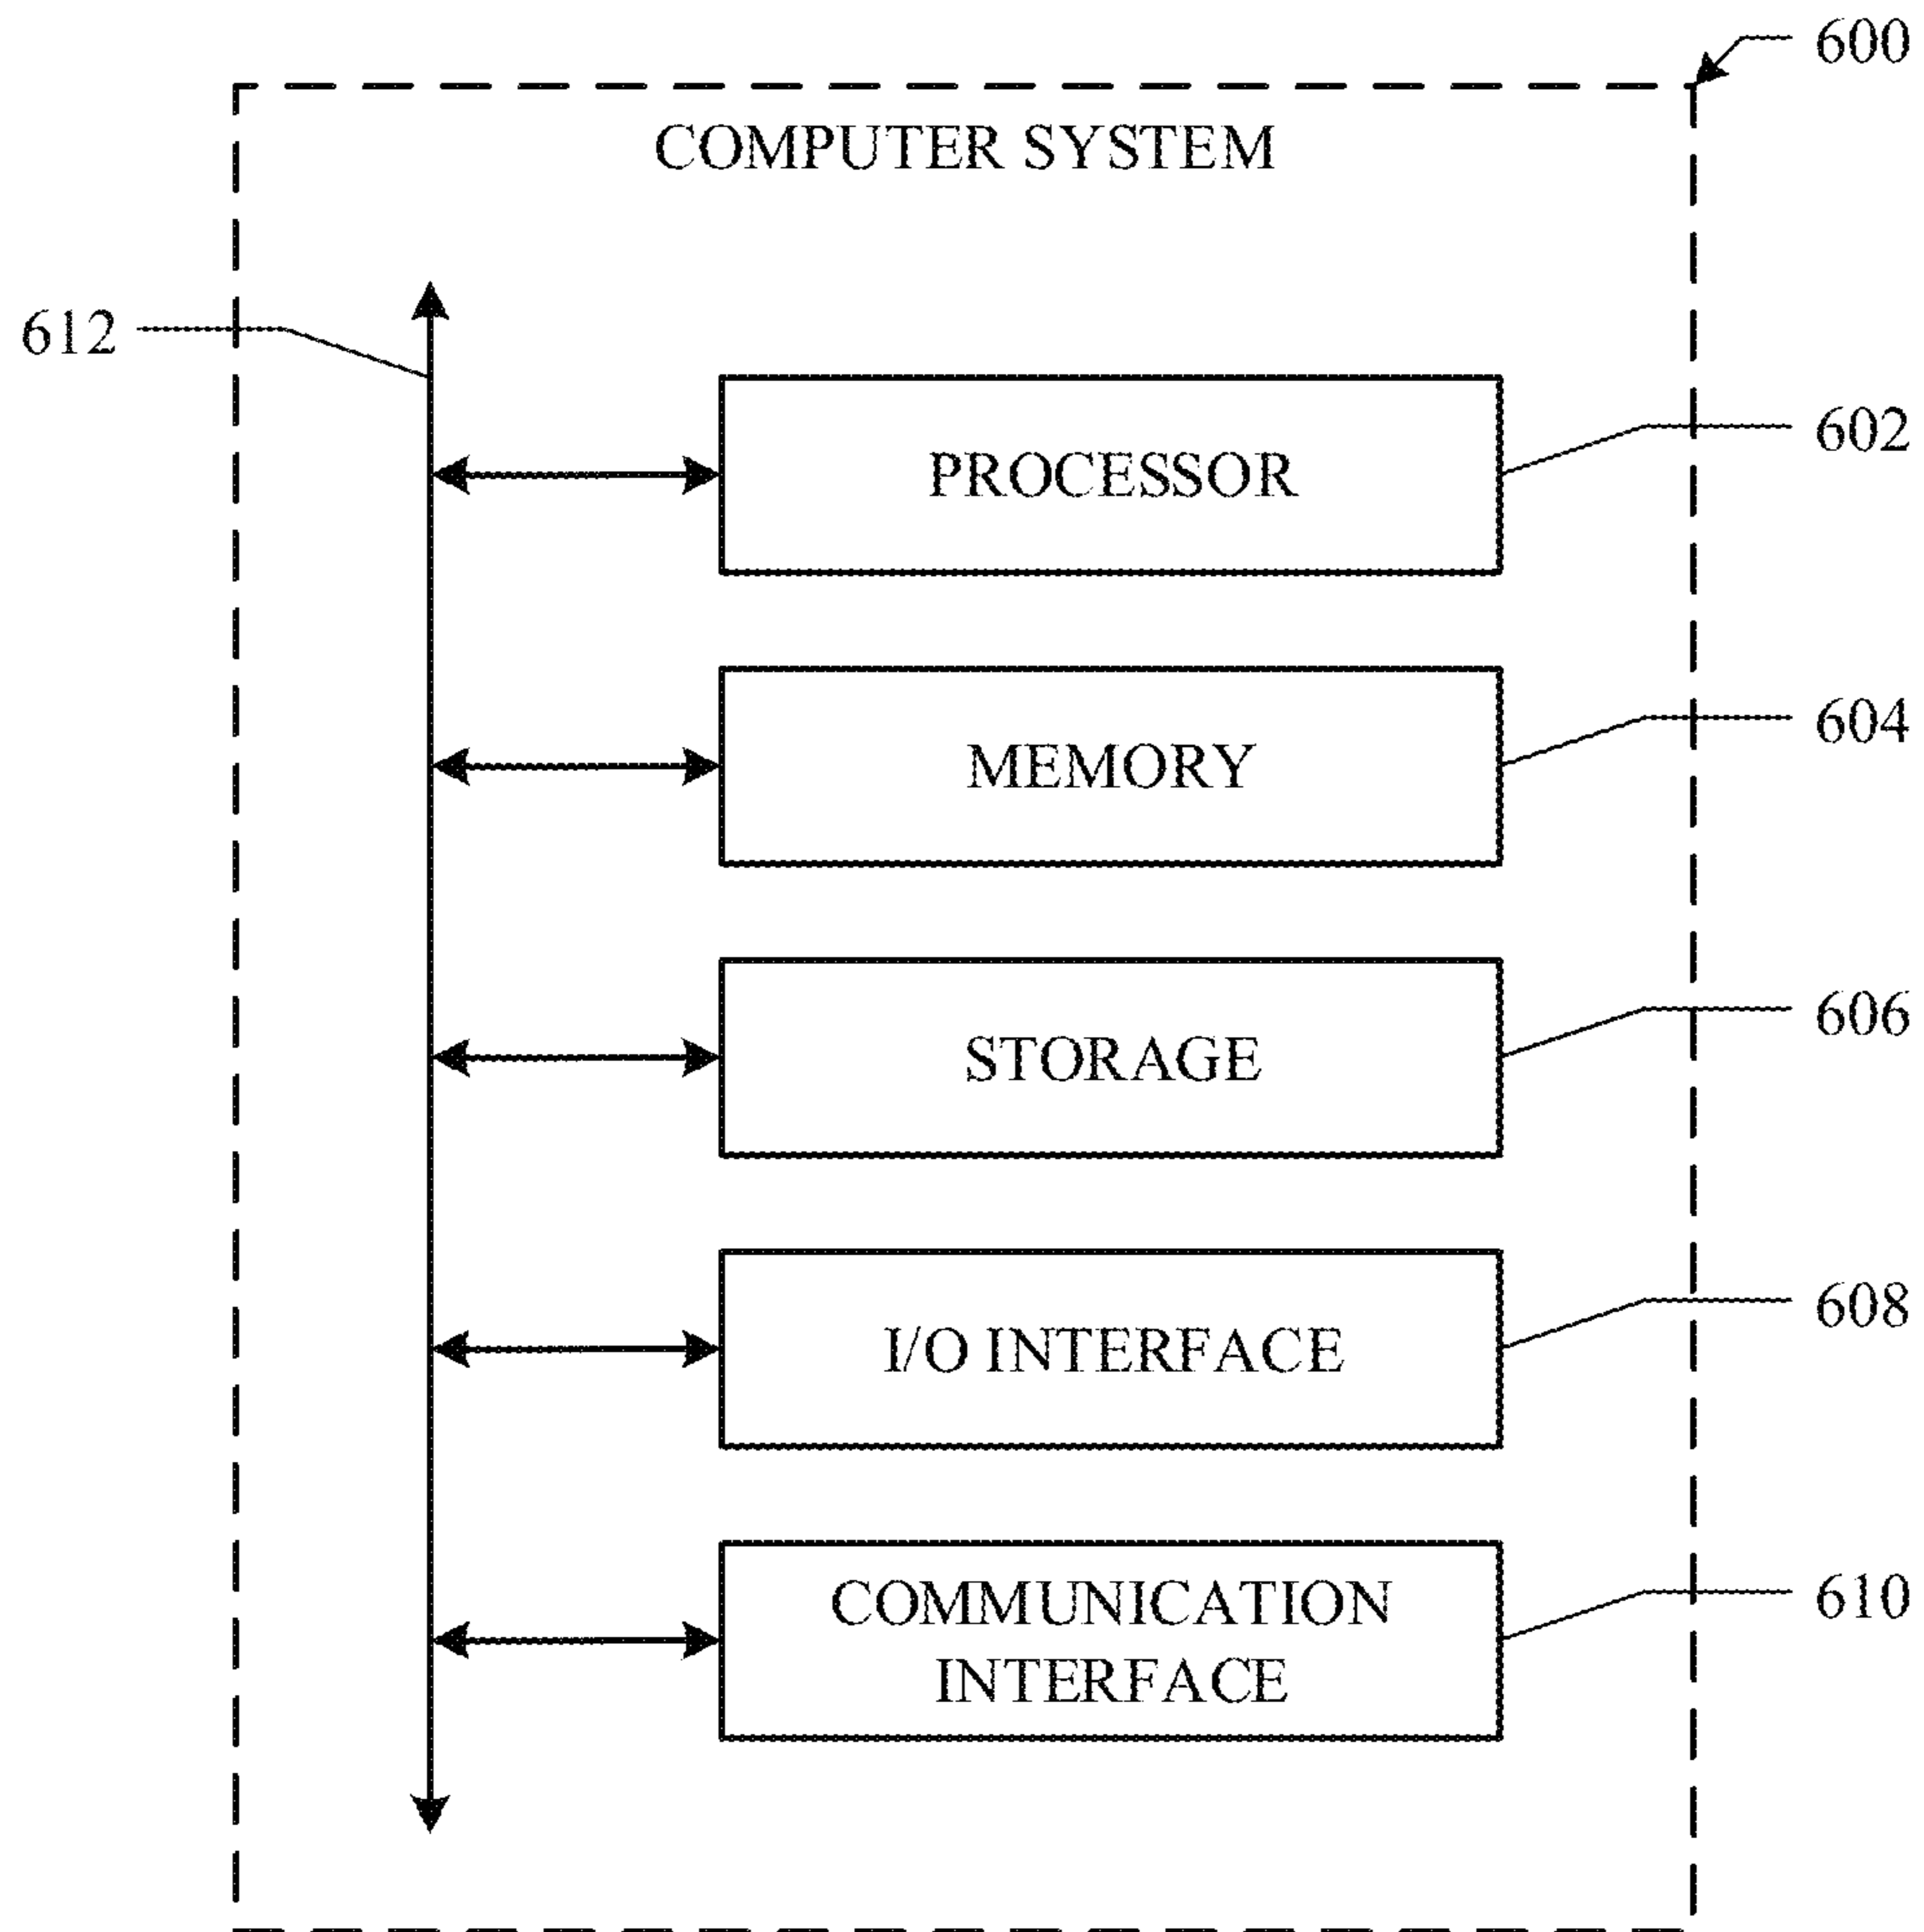 600
COMPUTER SYSTEM
612
602
PROCESSOR
604
MEMORY
606
STORAGE
608
I/O INTERFACE
610
COMMUNICATION
INTERFACE